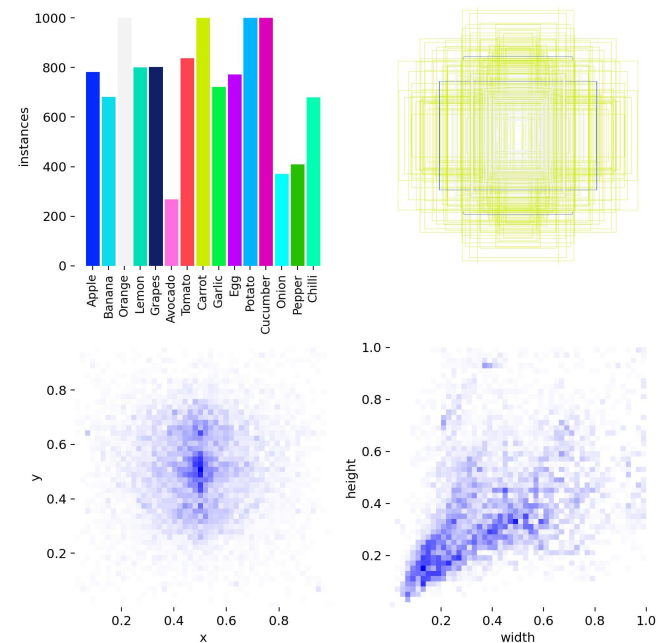 1000
800
600
400
200
0
instances
Apple
Banana
Orange
Lemon
Grapes
Avocado
Tomato
Carrot
Garlic
Egg
Potato
Cucumber
Onion
Pepper
Chilli
0.8
0.6
0.4
0.2
y
0.2 0.4 0.6 0.8
x
1.0
0.8
0.6
0.4
0.2
height
0.2 0.4 0.6 0.8 1.0
width